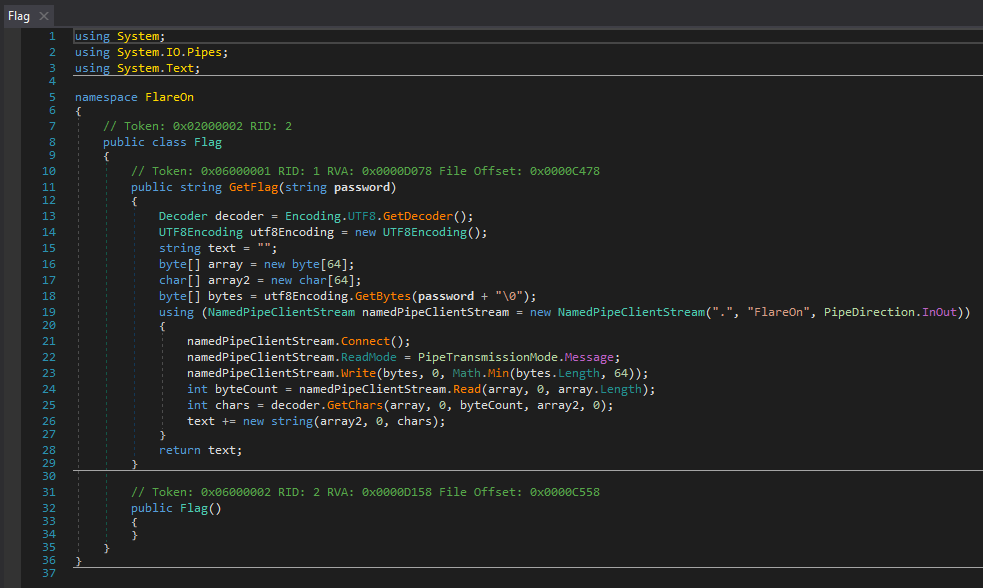 Flag ×
1 using System;
2 using System.IO.Pipes;
3 using System.Text;
4
5 namespace FlareOn
6 {
7 // Token: 0x02000002 RID: 2
8 public class Flag
9 {
10 // Token: 0x06000001 RID: 1 RVA: 0x0000D078 File Offset: 0x0000C478
11 public string GetFlag(string password)
12 {
13 Decoder decoder = Encoding.UTF8.GetDecoder();
14 UTF8Encoding utf8Encoding = new UTF8Encoding();
15 string text = "";
16 byte[] array = new byte[64];
17 char[] array2 = new char[64];
18 byte[] bytes = utf8Encoding.GetBytes(password + "\0");
19 using (NamedPipeClientStream namedPipeClientStream = new NamedPipeClientStream(".", "FlareOn", PipeDirection.InOut))
20 {
21 namedPipeClientStream.Connect();
22 namedPipeClientStream.ReadMode = PipeTransmissionMode.Message;
23 namedPipeClientStream.Write(bytes, 0, Math.Min(bytes.Length, 64));
24 int byteCount = namedPipeClientStream.Read(array, 0, array.Length);
25 int chars = decoder.GetChars(array, 0, byteCount, array2, 0);
26 text += new string(array2, 0, chars);
27 }
28 return text;
29 }
30
31 // Token: 0x06000002 RID: 2 RVA: 0x0000D158 File Offset: 0x0000C558
32 public Flag()
33 {
34 }
35 }
36 }
37